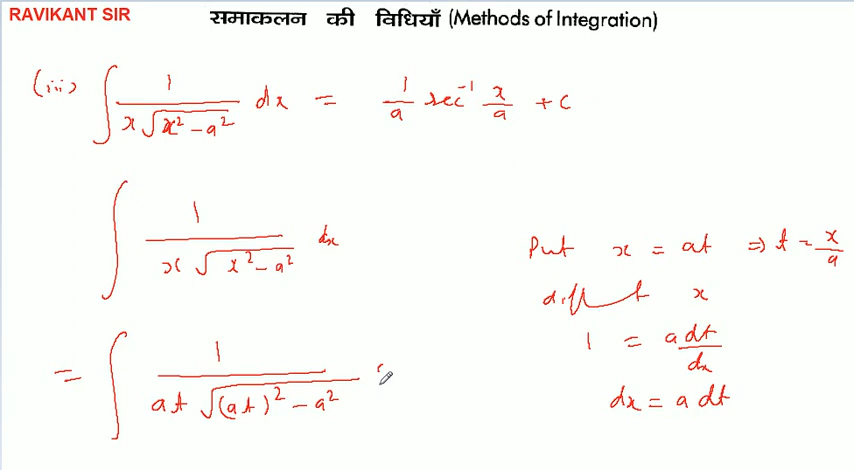 RAVIKANT SIR
समाकलन की विधियाँ (Methods of Integration)
(iii) ∫ 1/(x√(x² − a²)) dx = 1/a sec⁻¹ x/a + c
∫ 1/(x√(x² − a²)) dx
Put x = at ⇒ t = x/a
x
1 = a dt/dx
= ∫ 1/(at√((at)² − a²))
dx = a dt